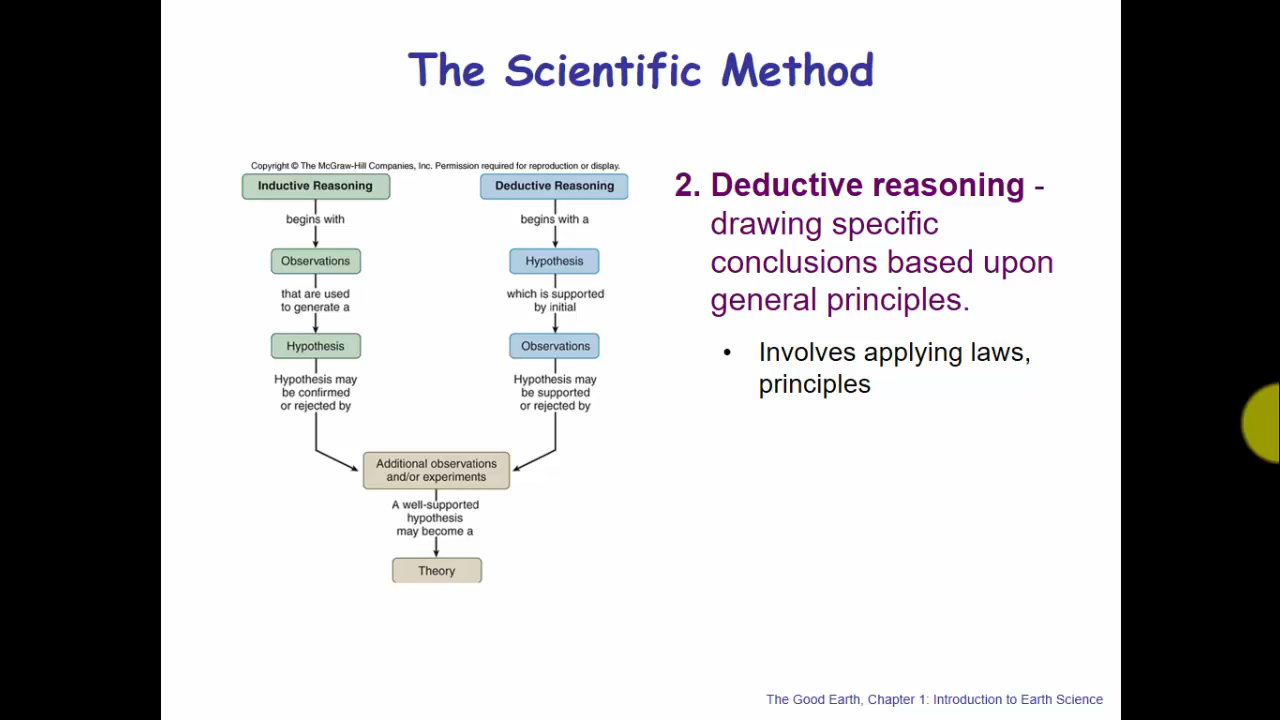 The Scientific Method
Copyright © The McGraw-Hill Companies, Inc. Permission required for reproduction or display.
Inductive Reasoning
begins with
Observations
that are used
to generate a
Hypothesis
Hypothesis may
be confirmed
or rejected by
Deductive Reasoning
begins with a
Hypothesis
which is supported
by initial
Observations
Hypothesis may
be supported
or rejected by
Additional observations
and/or experiments
A well-supported
hypothesis
may become a
Theory
2. Deductive reasoning -
drawing specific
conclusions based upon
general principles.
• Involves applying laws,
principles
The Good Earth, Chapter 1: Introduction to Earth Science